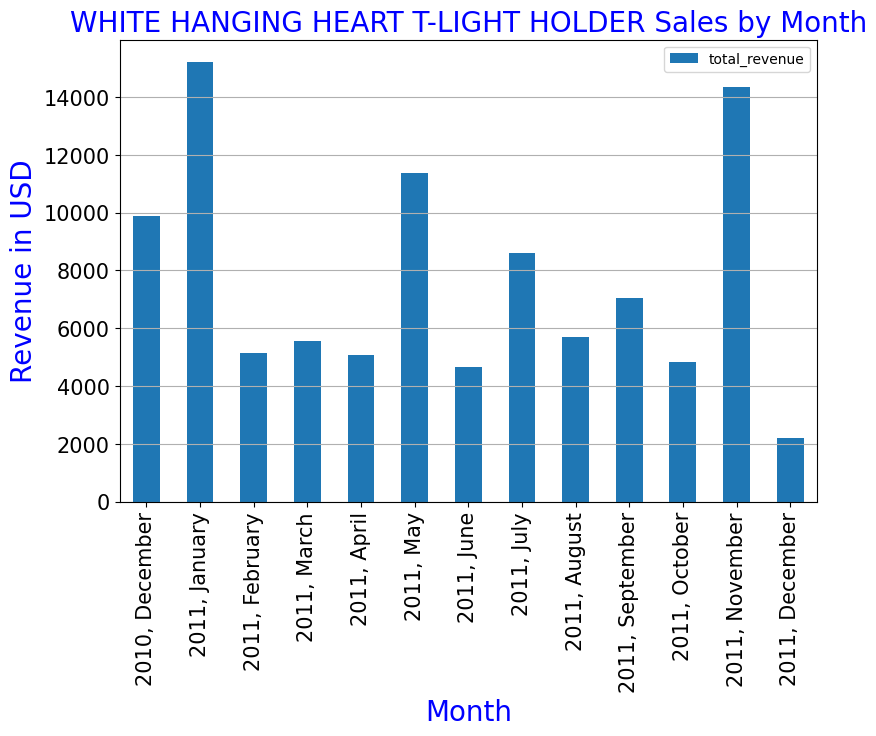 WHITE HANGING HEART T-LIGHT HOLDER Sales by Month
total_revenue
Revenue in USD
14000
12000
10000
8000
6000
4000
2000
0
2010, December
2011, January
2011, February
2011, March
2011, April
2011, May
2011, June
2011, July
2011, August
2011, September
2011, October
2011, November
2011, December
Month